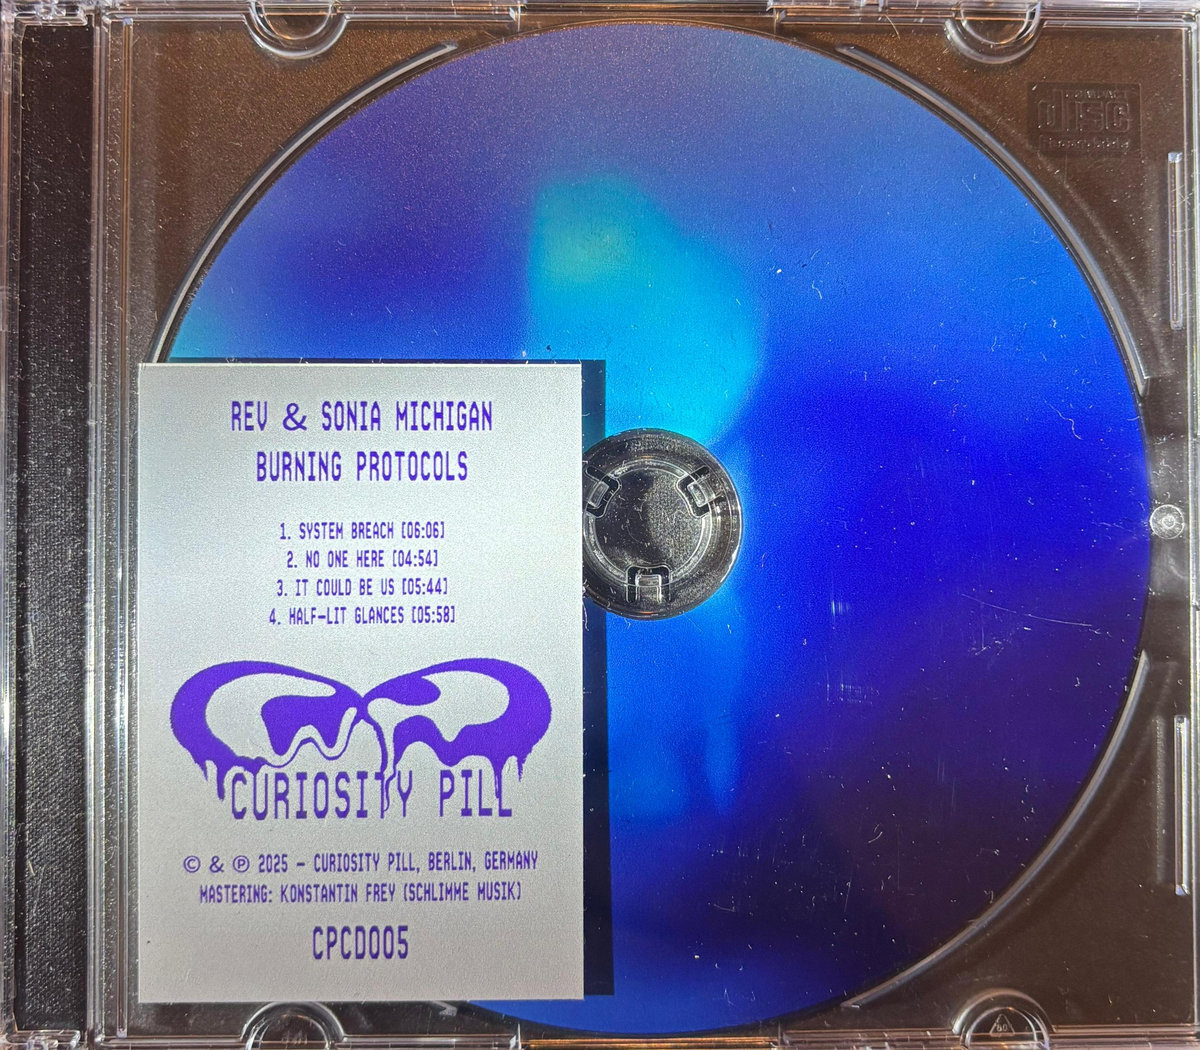 REV & SONIA MICHIGAN
BURNING PROTOCOLS
1. SYSTEM BREACH [06:06]
2. NO ONE HERE [04:54]
3. IT COULD BE US [05:44]
4. HALF-LIT GLANCES [05:58]
CURIOSITY PILL
© & ℗ 2025 – CURIOSITY PILL, BERLIN, GERMANY
MASTERING: KONSTANTIN FREY (SCHLIMME MUSIK)
CPCD005
COMPACT
disc